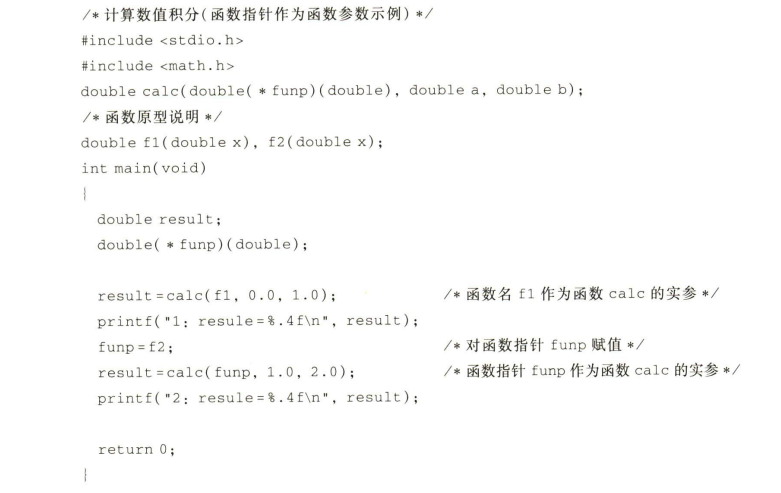 /* 计算数值积分(函数指针作为函数参数示例) */
#include <stdio.h>
#include <math.h>
double calc(double( * funp)(double), double a, double b);
/* 函数原型说明 */
double f1(double x), f2(double x);
int main(void)
{
double result;
double( * funp)(double);
result=calc(f1, 0.0, 1.0); /* 函数名 f1 作为函数 calc 的实参 */
printf("1: resule=%.4f\n", result);
funp=f2; /* 对函数指针 funp 赋值 */
result=calc(funp, 1.0, 2.0); /* 函数指针 funp 作为函数 calc 的实参 */
printf("2: resule=%.4f\n", result);
return 0;
}